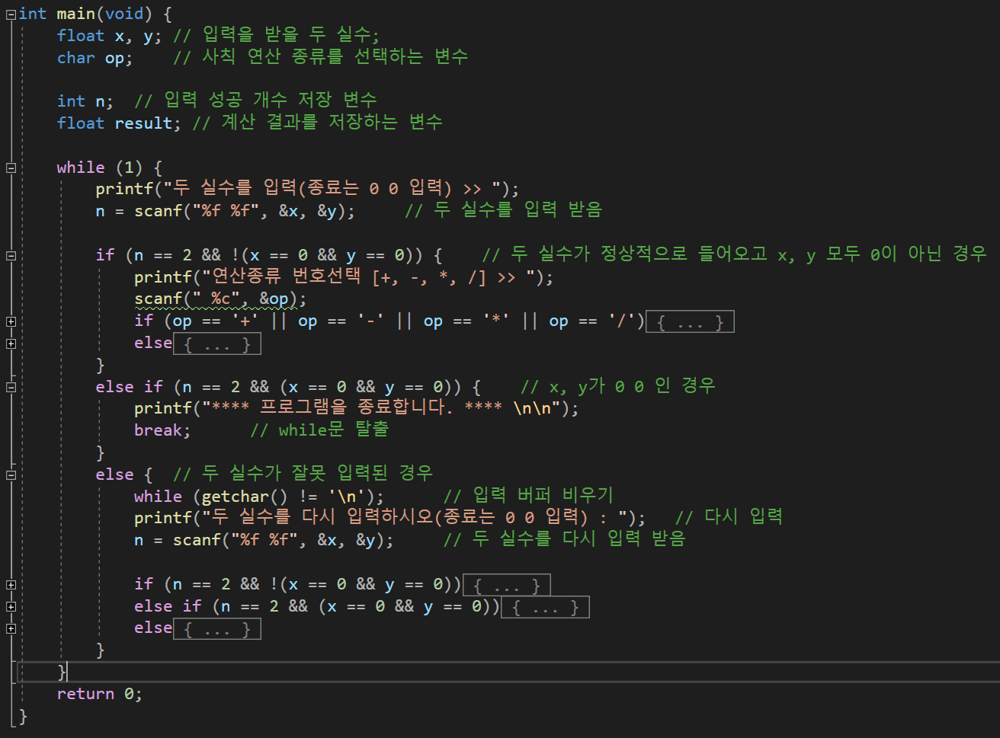 int main(void) {
float x, y; // 입력을 받을 두 실수;
char op;    // 사칙 연산 종류를 선택하는 변수
int n;  // 입력 성공 개수 저장 변수
float result; // 계산 결과를 저장하는 변수
while (1) {
printf("두 실수를 입력(종료는 0 0 입력) >> ");
n = scanf("%f %f", &x, &y);     // 두 실수를 입력 받음
if (n == 2 && !(x == 0 && y == 0)) {    // 두 실수가 정상적으로 들어오고 x, y 모두 0이 아닌 경우
printf("연산종류 번호선택 [+, -, *, /] >> ");
scanf(" %c", &op);
if (op == '+' || op == '-' || op == '*' || op == '/'){ ... }
else{ ... }
}
else if (n == 2 && (x == 0 && y == 0)) {    // x, y가 0 0 인 경우
printf("**** 프로그램을 종료합니다. **** \n\n");
break;      // while문 탈출
}
else {  // 두 실수가 잘못 입력된 경우
while (getchar() != '\n');      // 입력 버퍼 비우기
printf("두 실수를 다시 입력하시오(종료는 0 0 입력) : ");   // 다시 입력
n = scanf("%f %f", &x, &y);     // 두 실수를 다시 입력 받음
if (n == 2 && !(x == 0 && y == 0)){ ... }
else if (n == 2 && (x == 0 && y == 0)){ ... }
else{ ... }
}
}
return 0;
}